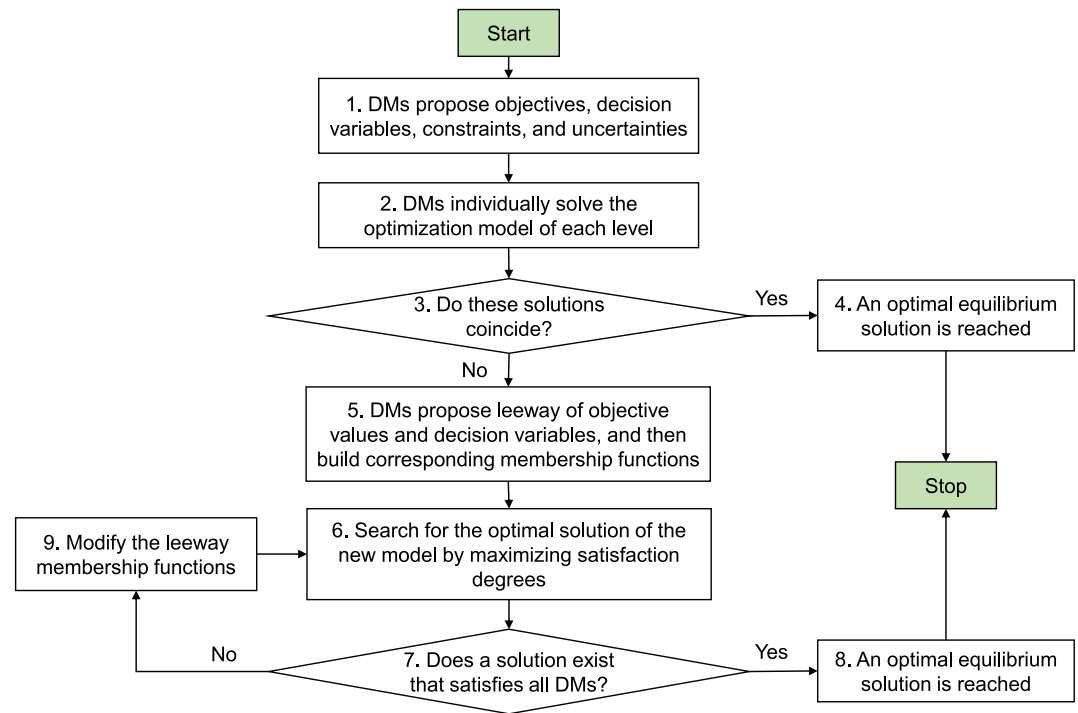 Start
1. DMs propose objectives, decision
variables, constraints, and uncertainties
2. DMs individually solve the
optimization model of each level
3. Do these solutions
coincide?
Yes
4. An optimal equilibrium
solution is reached
No
5. DMs propose leeway of objective
values and decision variables, and then
build corresponding membership functions
Stop
6. Search for the optimal solution of the
new model by maximizing satisfaction
degrees
9. Modify the leeway
membership functions
No
7. Does a solution exist
that satisfies all DMs?
Yes
8. An optimal equilibrium
solution is reached